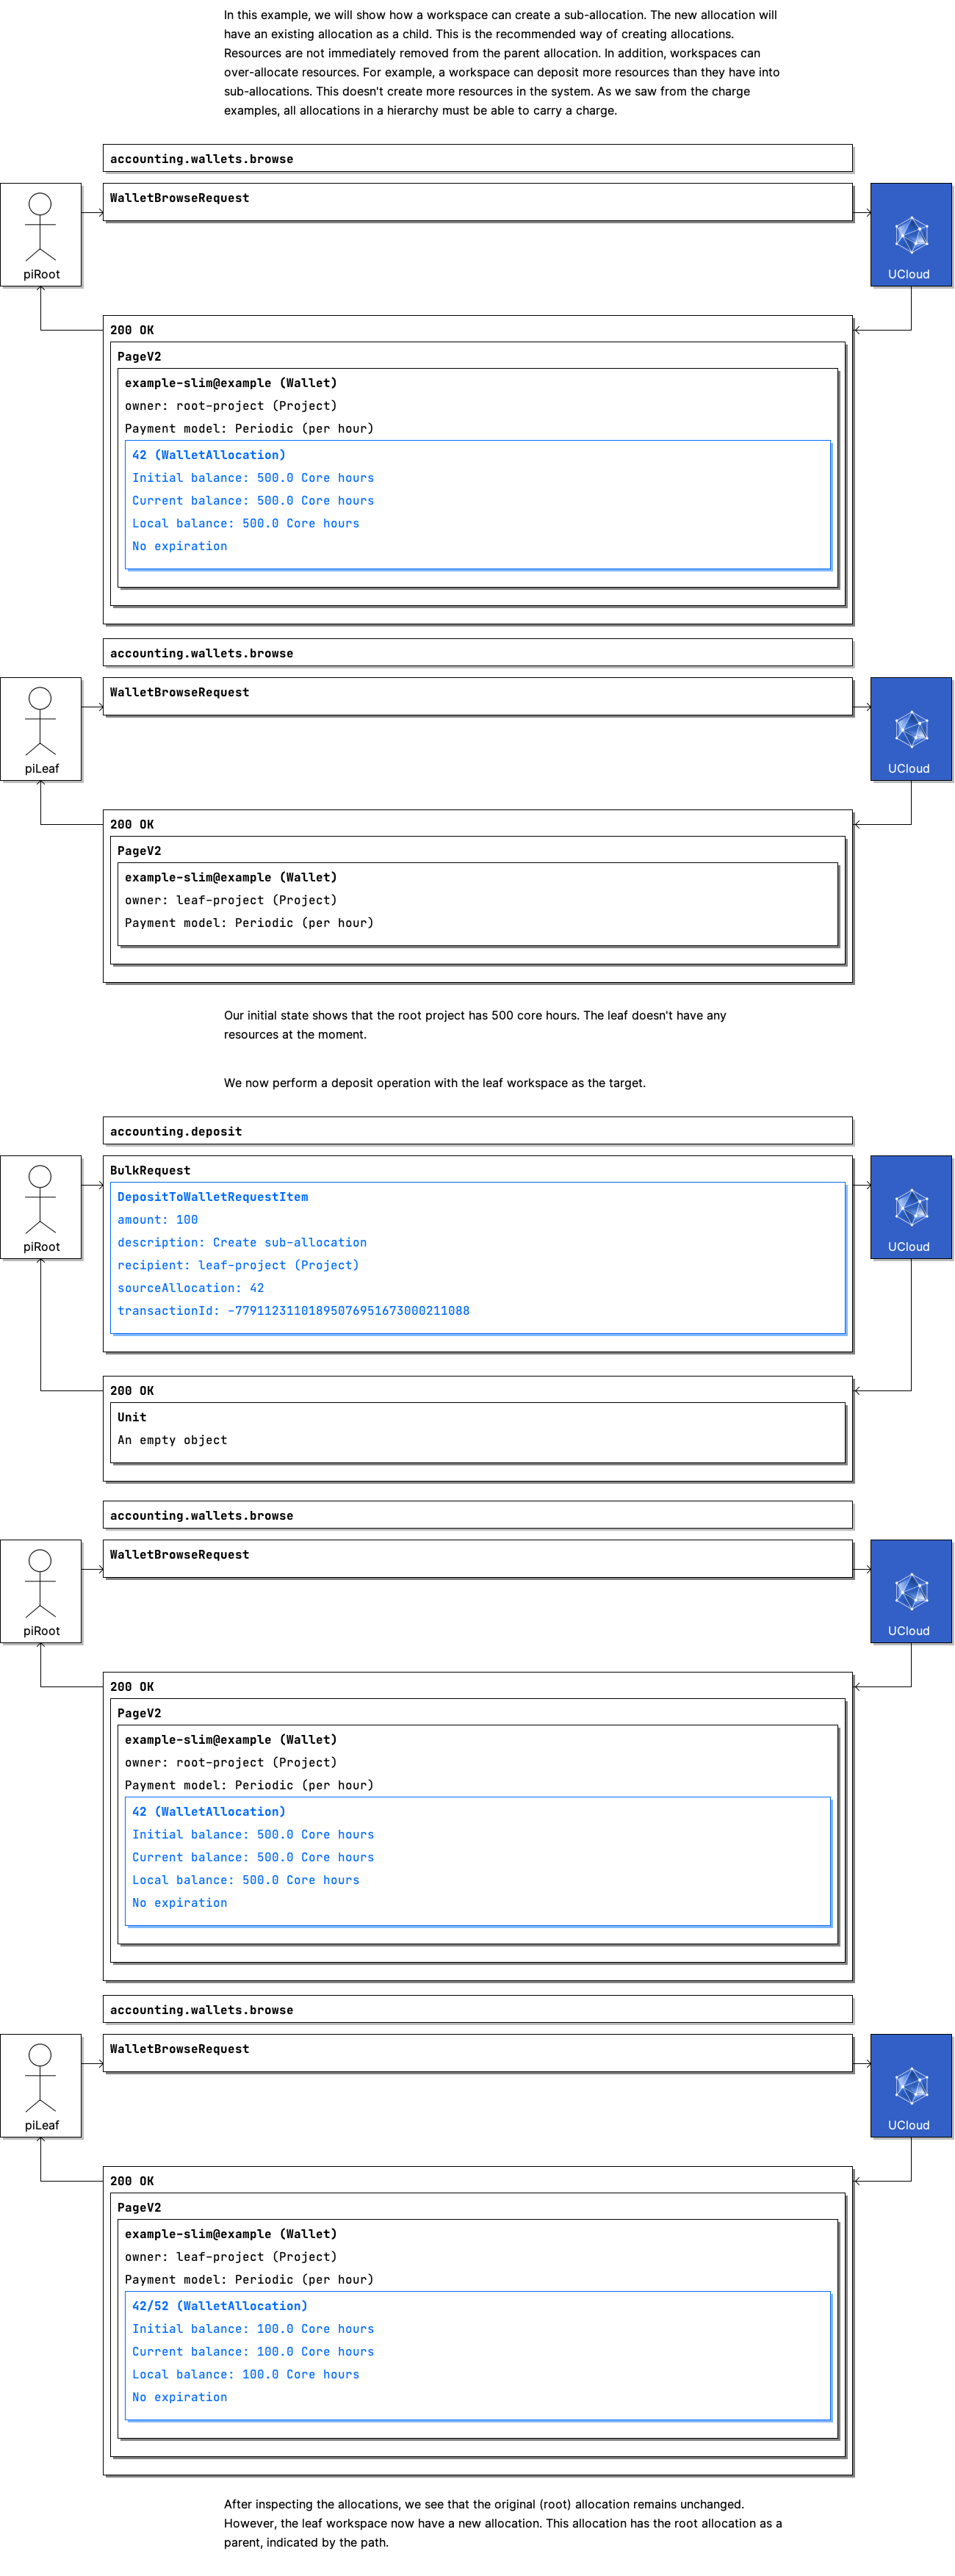 In this example, we will show how a workspace can create a sub-allocation. The new allocation will
have an existing allocation as a child. This is the recommended way of creating allocations.
Resources are not immediately removed from the parent allocation. In addition, workspaces can
over-allocate resources. For example, a workspace can deposit more resources than they have into
sub-allocations. This doesn't create more resources in the system. As we saw from the charge
examples, all allocations in a hierarchy must be able to carry a charge.
accounting.wallets.browse
WalletBrowseRequest
piRoot
UCloud
200 OK
PageV2
example-slim@example (Wallet)
owner: root-project (Project)
Payment model: Periodic (per hour)
42 (WalletAllocation)
Initial balance: 500.0 Core hours
Current balance: 500.0 Core hours
Local balance: 500.0 Core hours
No expiration
accounting.wallets.browse
WalletBrowseRequest
piLeaf
UCloud
200 OK
PageV2
example-slim@example (Wallet)
owner: leaf-project (Project)
Payment model: Periodic (per hour)
Our initial state shows that the root project has 500 core hours. The leaf doesn't have any
resources at the moment.
We now perform a deposit operation with the leaf workspace as the target.
accounting.deposit
BulkRequest
DepositToWalletRequestItem
amount: 100
description: Create sub-allocation
recipient: leaf-project (Project)
sourceAllocation: 42
transactionId: -77911231101895076951673000211088
piRoot
UCloud
200 OK
Unit
An empty object
accounting.wallets.browse
WalletBrowseRequest
piRoot
UCloud
200 OK
PageV2
example-slim@example (Wallet)
owner: root-project (Project)
Payment model: Periodic (per hour)
42 (WalletAllocation)
Initial balance: 500.0 Core hours
Current balance: 500.0 Core hours
Local balance: 500.0 Core hours
No expiration
accounting.wallets.browse
WalletBrowseRequest
piLeaf
UCloud
200 OK
PageV2
example-slim@example (Wallet)
owner: leaf-project (Project)
Payment model: Periodic (per hour)
42/52 (WalletAllocation)
Initial balance: 100.0 Core hours
Current balance: 100.0 Core hours
Local balance: 100.0 Core hours
No expiration
After inspecting the allocations, we see that the original (root) allocation remains unchanged.
However, the leaf workspace now have a new allocation. This allocation has the root allocation as a
parent, indicated by the path.